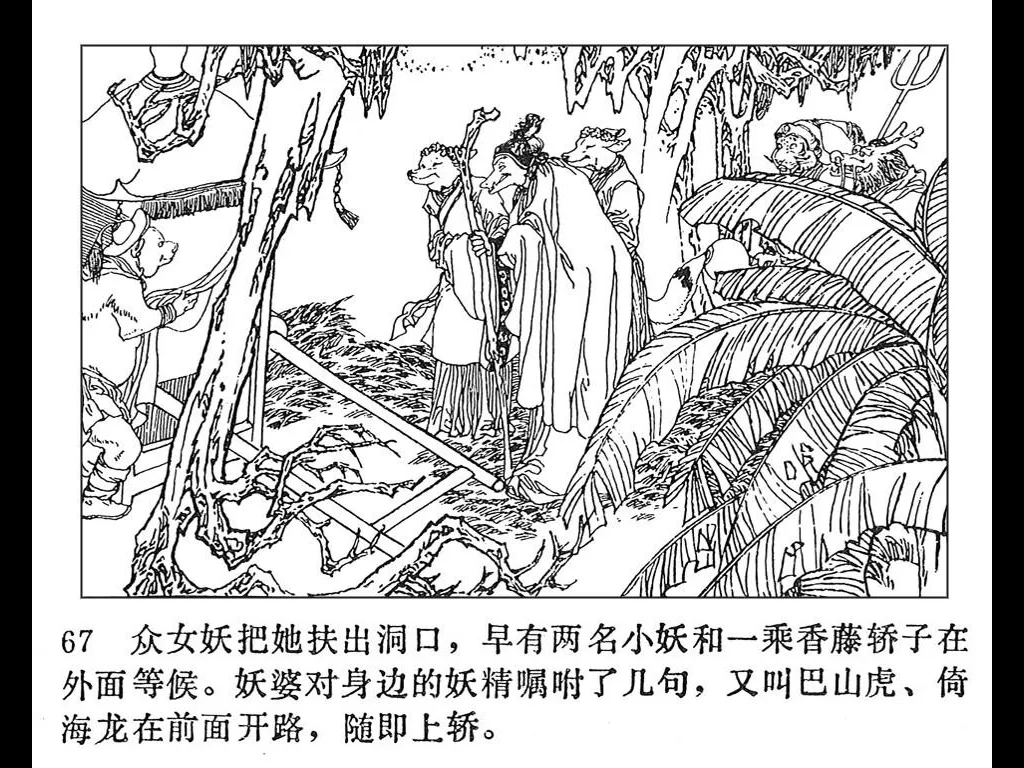 67 众女妖把她扶出洞口，早有两名小妖和一乘香藤轿子在
外面等候。妖婆对身边的妖精嘱咐了几句，又叫巴山虎、倚
海龙在前面开路，随即上轿。